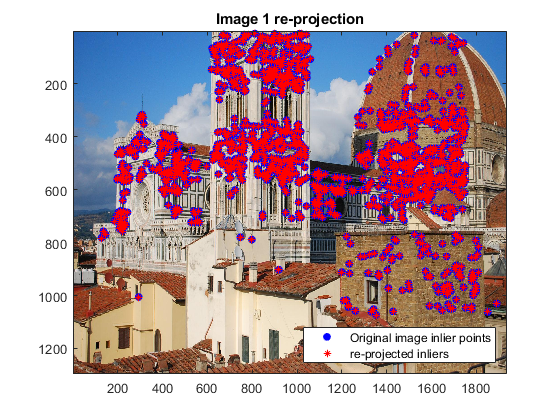 Image 1 re-projection
200
400
600
800
1000
1200
Original image inlier points
re-projected inliers
200 400 600 800 1000 1200 1400 1600 1800